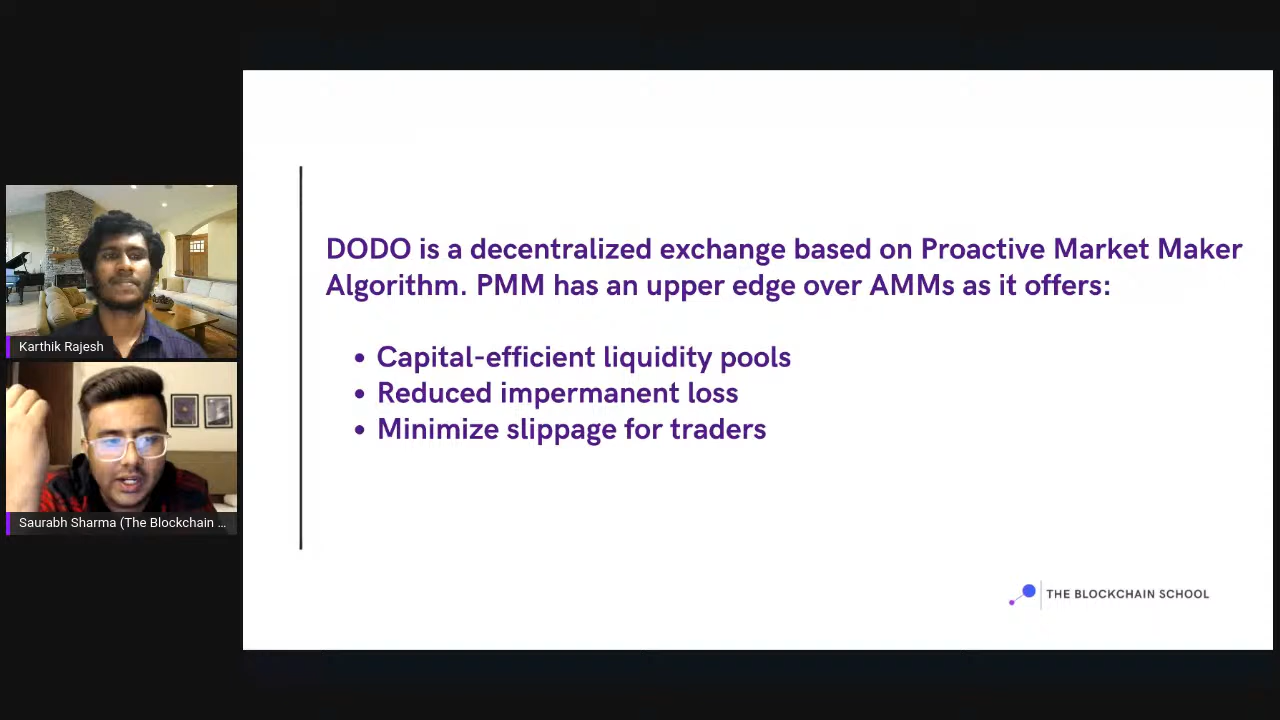 DODO is a decentralized exchange based on Proactive Market Maker
Algorithm. PMM has an upper edge over AMMs as it offers:
• Capital-efficient liquidity pools
• Reduced impermanent loss
• Minimize slippage for traders
Karthik Rajesh
Saurabh Sharma (The Blockchain ...
THE BLOCKCHAIN SCHOOL